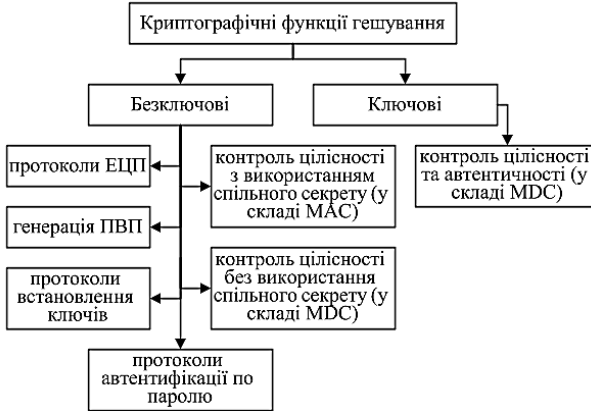 Криптографічні функції гешування
Безключові
Ключові
протоколи ЕЦП
контроль цілісності
з використанням
спільного секрету (у
складі MAC)
контроль цілісності
та автентичності (у
складі MDC)
генерація ПВП
протоколи
встановлення
ключів
контроль цілісності
без використання
спільного секрету (у
складі MDC)
протоколи
автентифікації по
паролю